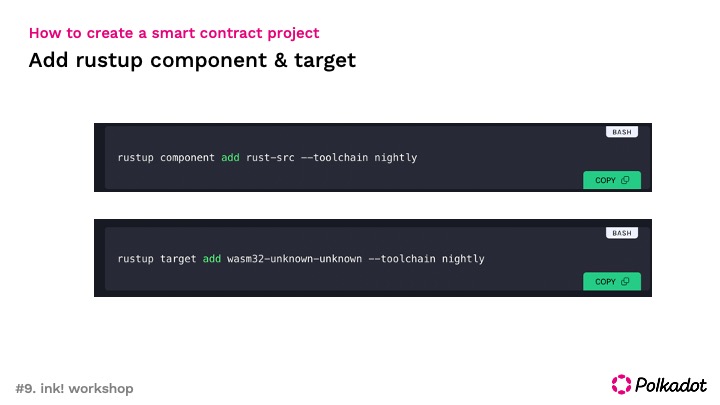 How to create a smart contract project
Add rustup component & target
BASH
rustup component add rust-src --toolchain nightly
COPY
BASH
rustup target add wasm32-unknown-unknown --toolchain nightly
COPY
#9. ink! workshop
Polkadot